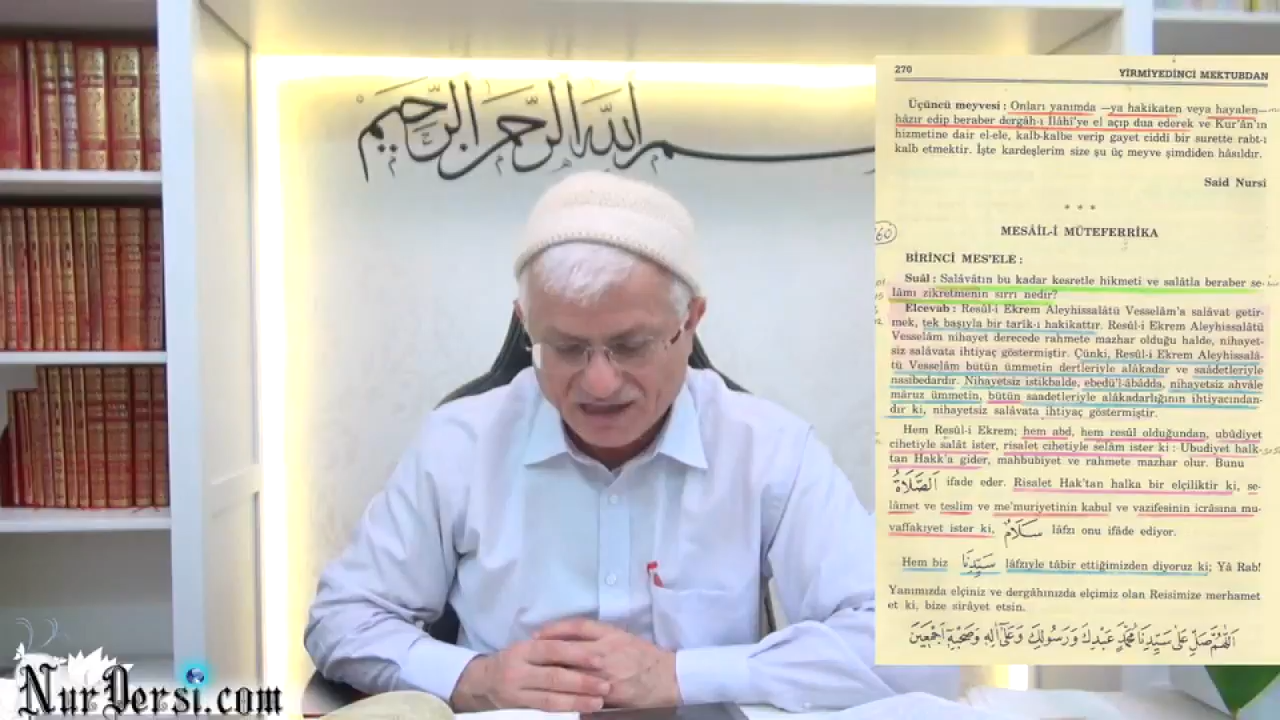 بسم الله الرحمن الرحيم
270 YİRMİYEDİNCİ MEKTUBDAN
Üçüncü meyvesi : Onları yanımda —ya hakikaten veya hayalen—
hâzır edip beraber dergâh-ı İlâhî'ye el açıp dua ederek ve Kur'ân'ın
hizmetine dair el-ele, kalb-kalbe verip gayet ciddî bir surette rabt-ı
kalb etmektir. İşte kardeşlerim size şu üç meyve şimdiden hâsıldır.
Said Nursi
* * *
60
MESÂİL-İ MÜTEFERRİKA
BİRİNCİ MES'ELE :
Suâl : Salâvâtın bu kadar kesretle hikmeti ve salâtla beraber se-
lâmı zikretmenin sırrı nedir?
Elcevab : Resûl-i Ekrem Aleyhissalâtü Vesselâm'a salâvat getir-
mek, tek başıyla bir tarîk-ı hakikattır. Resûl-i Ekrem Aleyhissalâtü
Vesselâm nihayet derecede rahmete mazhar olduğu halde, nihayet-
siz salâvata ihtiyaç göstermiştir. Çünki, Resûl-i Ekrem Aleyhissalâ-
tü Vesselâm bütün ümmetin dertleriyle alâkadar ve saâdetleriyle
nasibedardır. Nihayetsiz istikbalde, ebedü'l-âbâdda, nihayetsiz ahvâle
mâruz ümmetin, bütün saadetleriyle alâkadarlığının ihtiyacından-
dır ki, nihayetsiz salâvata ihtiyaç göstermiştir.
Hem Resûl-i Ekrem; hem abd, hem resûl olduğundan, ubûdiyet
cihetiyle salât ister, risalet cihetiyle selâm ister ki : Ubudiyet halk-
tan Hakk'a gider, mahbubiyet ve rahmete mazhar olur. Bunu
اَلصَّلَاةُ ifade eder. Risalet Hak'tan halka bir elçiliktir ki, se-
lâmet ve teslim ve me'muriyetinin kabul ve vazifesinin icrâsına mu-
vaffakıyet ister ki, سَلَامٌ lâfzı onu ifâde ediyor.
Hem biz سَيِّدِنَا lâfzıyle tâbir ettiğimizden diyoruz ki; Yâ Rab!
Yanımızda elçiniz ve dergâhınızda elçimiz olan Reisimize merhamet
et ki, bize sirâyet etsin.
اَللّٰهُمَّ صَلِّ عَلٰى سَيِّدِنَا مُحَمَّدٍ عَبْدِكَ وَرَسُولِكَ وَعَلٰى اٰلِهِ وَصَحْبِهِ اَجْمَعِينَ
NurDersi.com